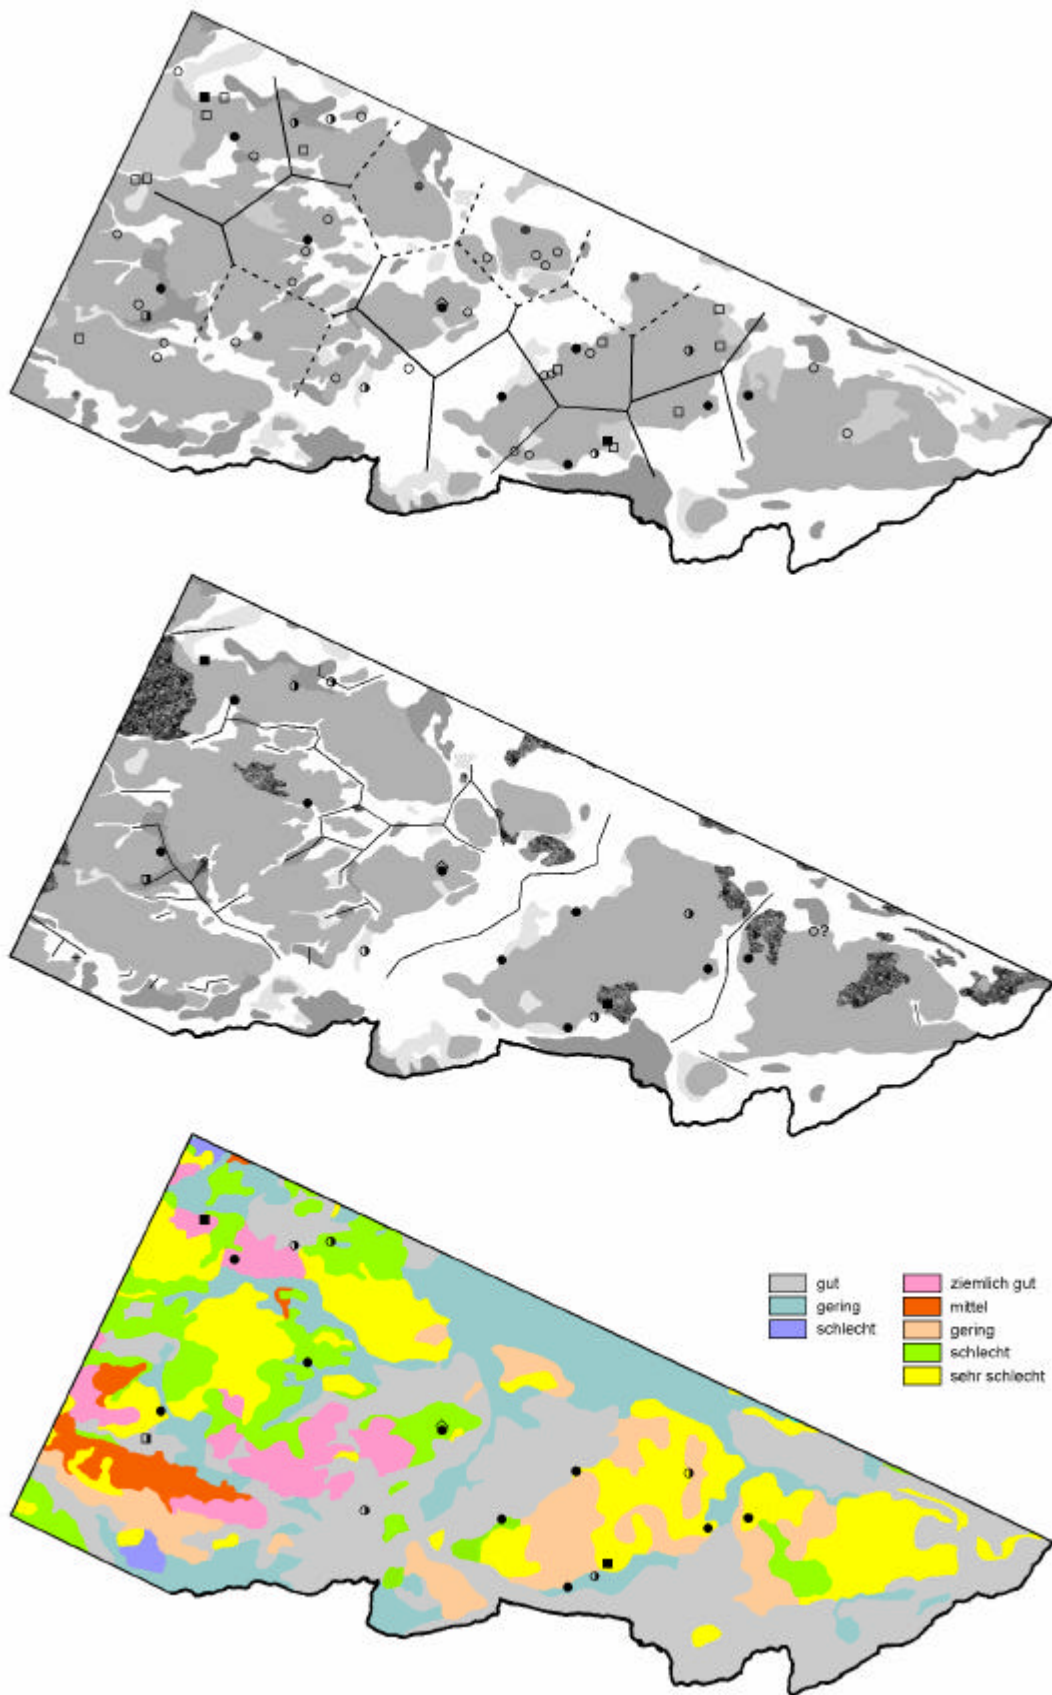 ?
gut
gering
schlecht
ziemlich gut
mittel
gering
schlecht
sehr schlecht